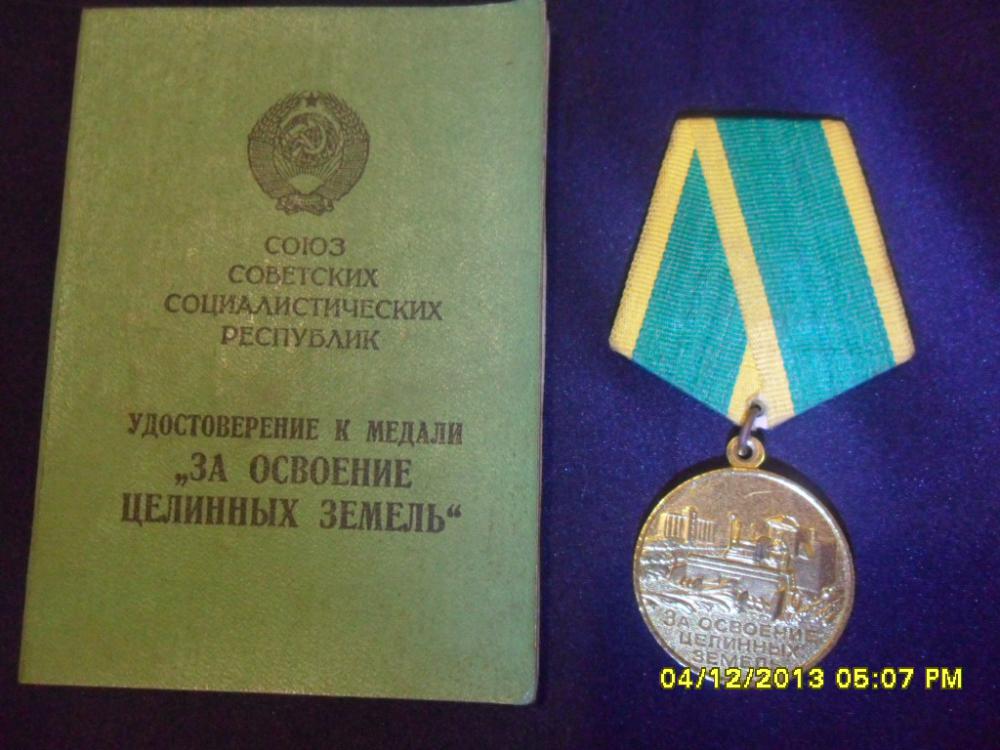 СОЮЗ
СОВЕТСКИХ
СОЦИАЛИСТИЧЕСКИХ
РЕСПУБЛИК
УДОСТОВЕРЕНИЕ К МЕДАЛИ
„ЗА ОСВОЕНИЕ
ЦЕЛИННЫХ ЗЕМЕЛЬ“
ЗА ОСВОЕНИЕ
ЦЕЛИННЫХ
ЗЕМЕЛЬ
04/12/2013 05:07 PM